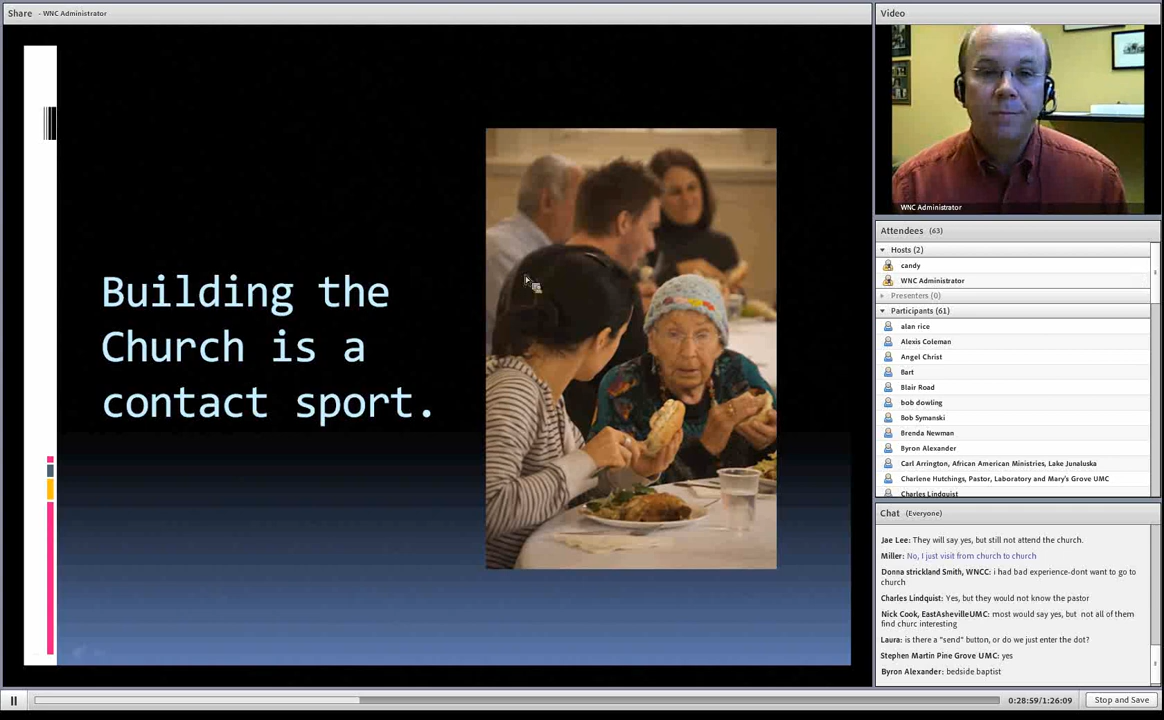 Share - WNC Administrator
Building the
Church is a
contact sport.
Video
WNC Administrator
Attendees (63)
Hosts (2)
candy
WNC Administrator
Presenters (0)
Participants (61)
alan rice
Alexis Coleman
Angel Christ
Bart
Blair Road
bob dowling
Bob Symanski
Brenda Newman
Byron Alexander
Carl Arrington, African American Ministries, Lake Junaluska
Charlene Hutchings, Pastor, Laboratory and Mary's Grove UMC
Charles Lindquist
Chat (Everyone)
Jae Lee: They will say yes, but still not attend the church.
Miller: No, I just visit from church to church
Donna strickland Smith, WNCC: i had bad experience-dont want to go to
church
Charles Lindquist: Yes, but they would not know the pastor
Nick Cook, EastAshevilleUMC: most would say yes, but not all of them
find churc interesting
Laura: is there a "send" button, or do we just enter the dot?
Stephen Martin Pine Grove UMC: yes
Byron Alexander: bedside baptist
0:28:59/1:26:09
Stop and Save